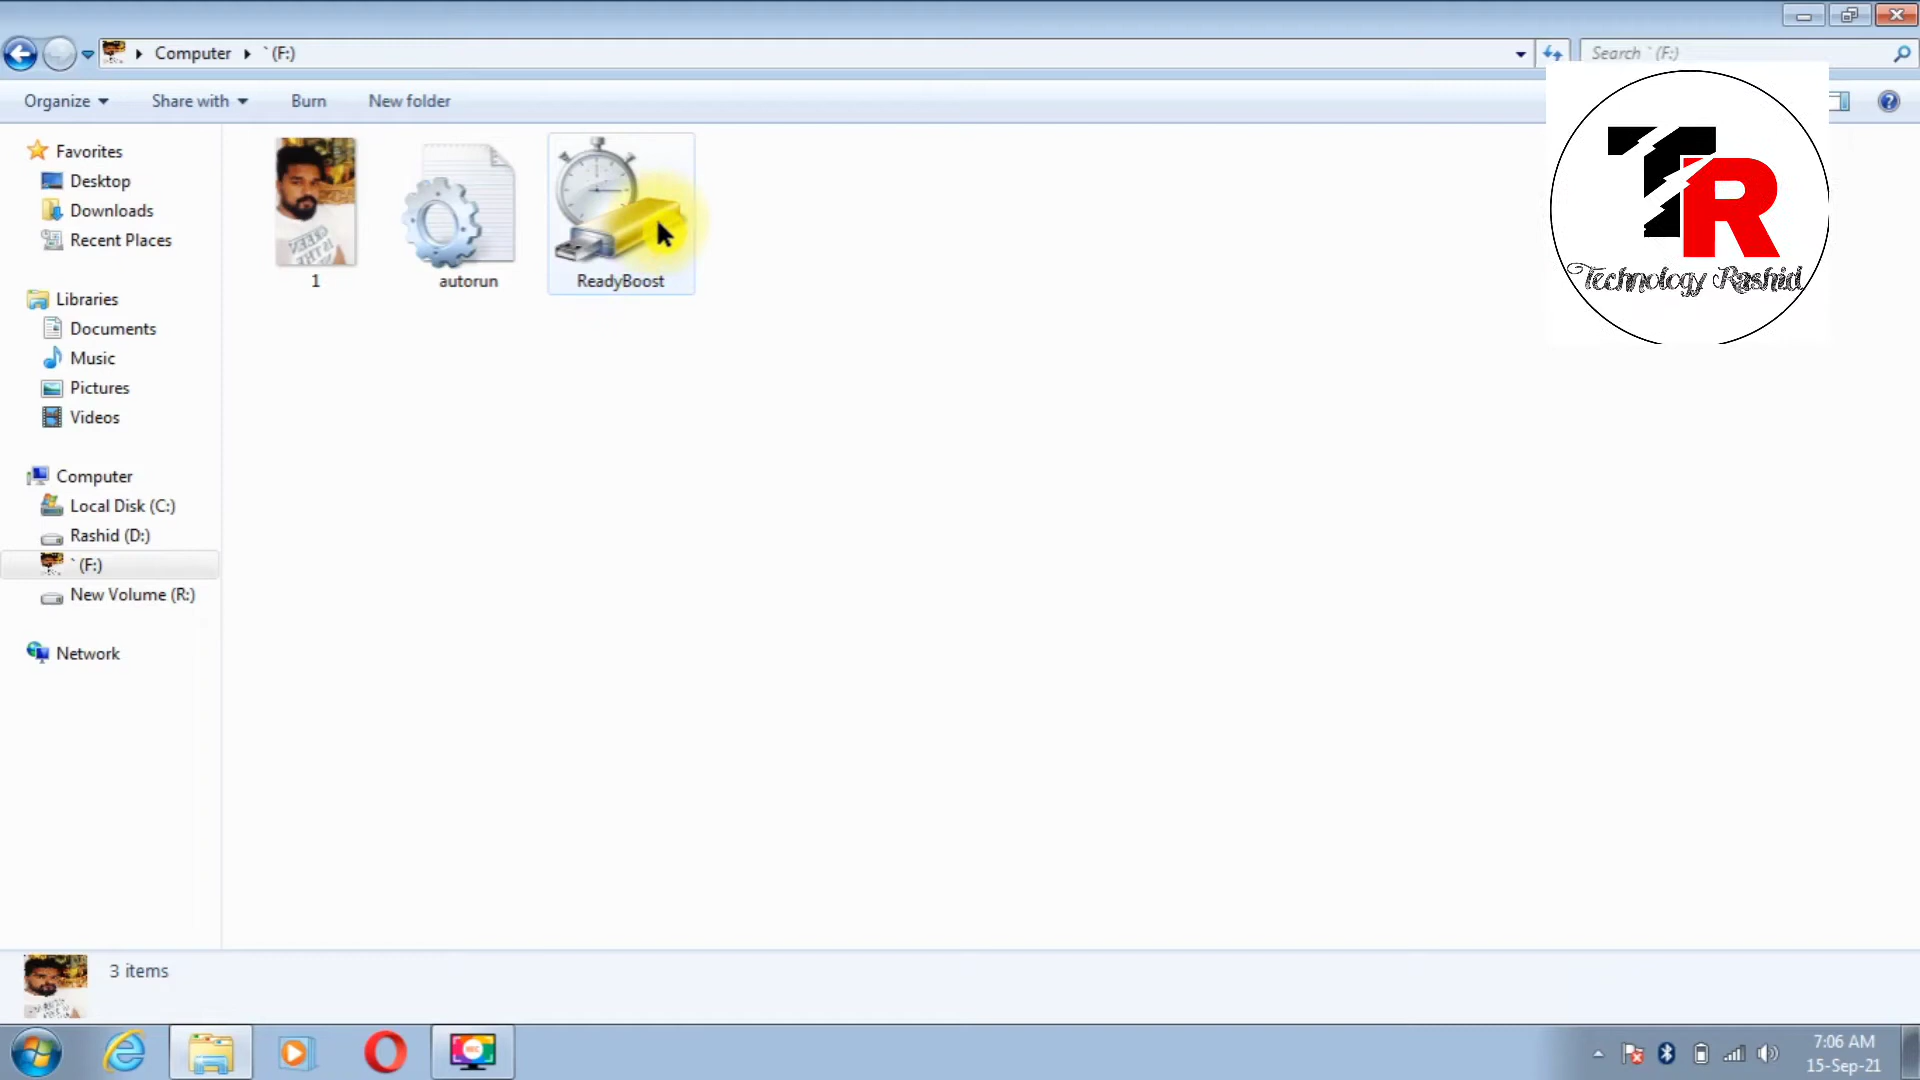 Computer ` (F:)
Search ` (F:)
Organize Share with Burn New folder
TR
Technology Rashid
Favorites
Desktop
Downloads
Recent Places
Libraries
Documents
Music
Pictures
Videos
Computer
Local Disk (C:)
Rashid (D:)
` (F:)
New Volume (R:)
Network
1
autorun
ReadyBoost
3 items
7:06 AM
15-Sep-21